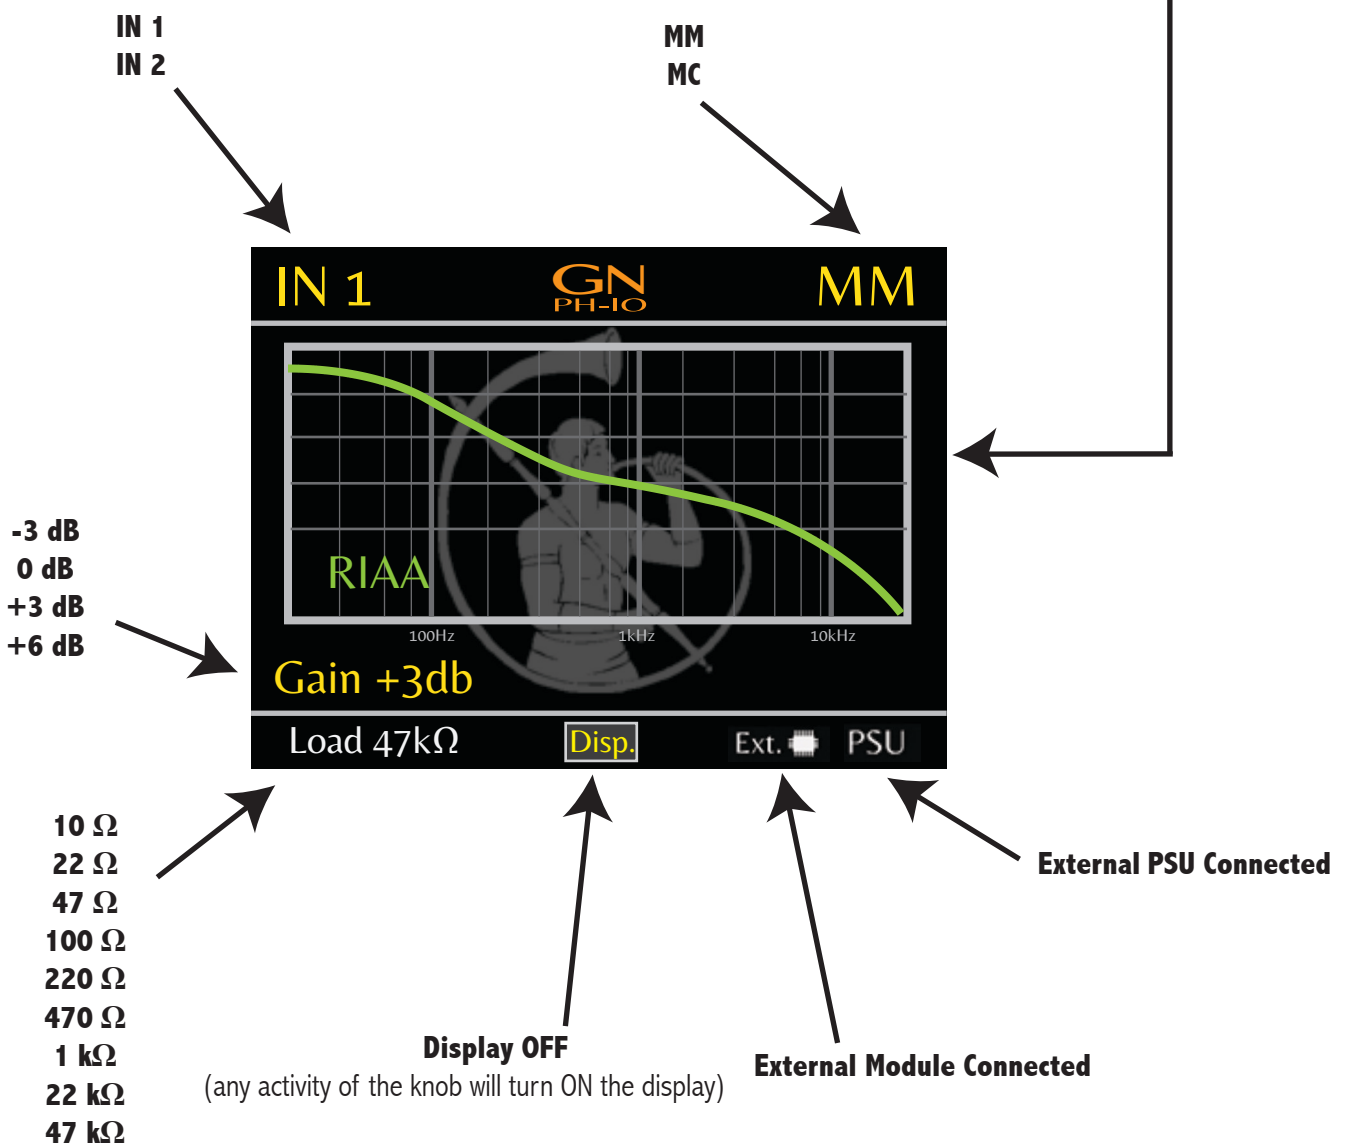 IN 1
IN 2
MM
MC
IN 1
GN
PH-10
MM
RIAA
100Hz
1kHz
10kHz
-3 dB
0 dB
+3 dB
+6 dB
Gain +3db
Load 47kΩ
Disp.
Ext.
PSU
10 Ω
22 Ω
47 Ω
100 Ω
220 Ω
470 Ω
1 kΩ
22 kΩ
47 kΩ
External PSU Connected
Display OFF
(any activity of the knob will turn ON the display)
External Module Connected